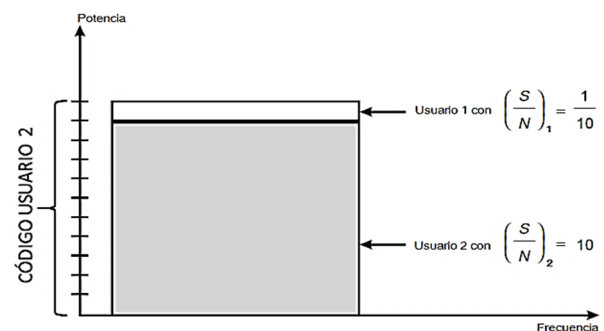 Potencia
CÓDIGO USUARIO 2
Usuario 1 con (S/N)₁ = 1/10
Usuario 2 con (S/N)₂ = 10
Frecuencia